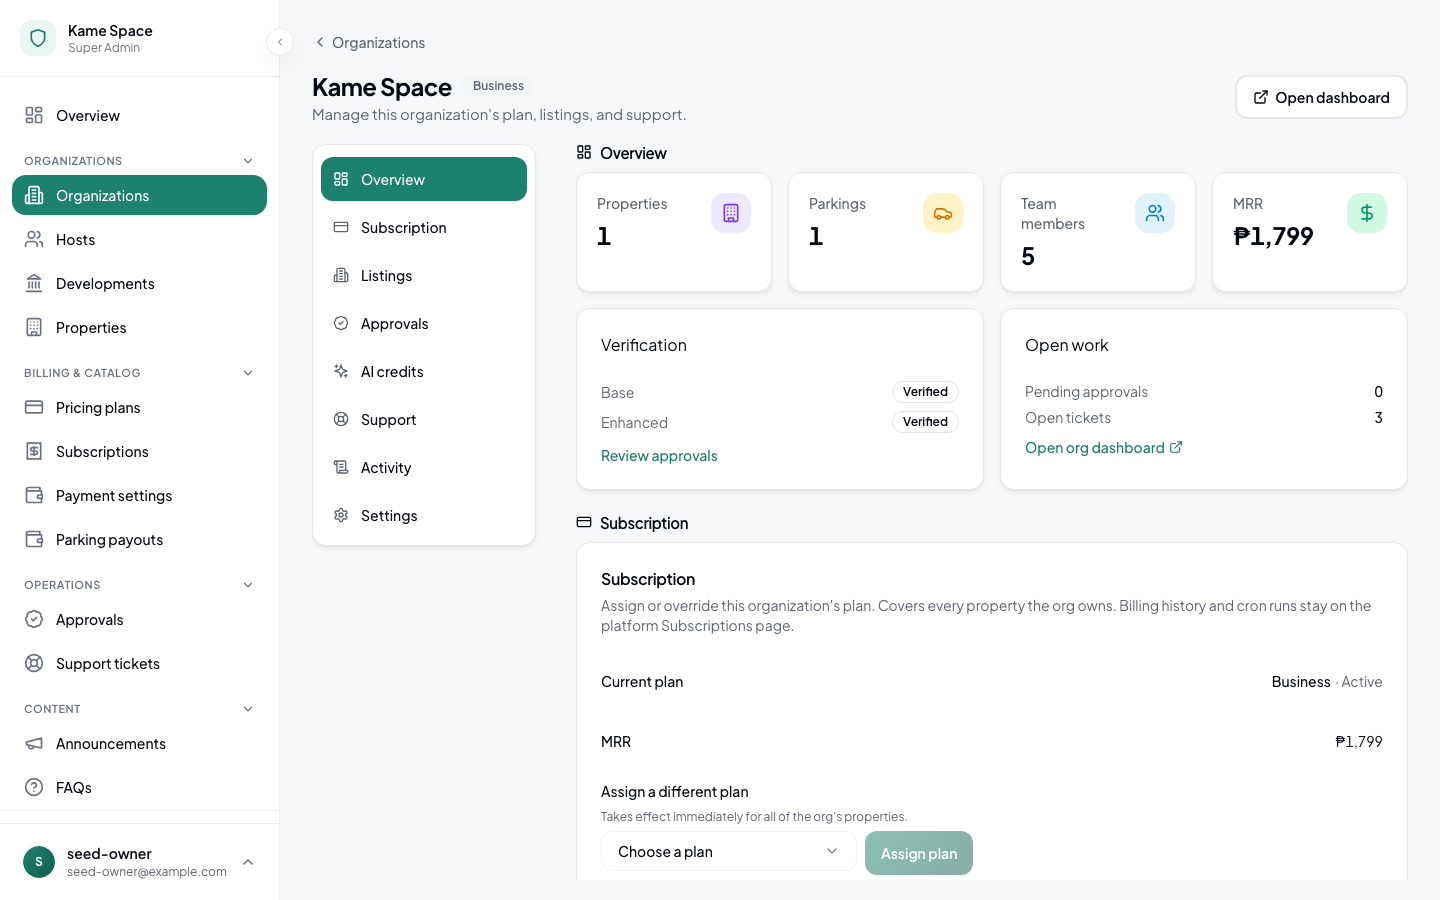 Kame Space
Super Admin
Overview
ORGANIZATIONS
Organizations
Hosts
Developments
Properties
BILLING & CATALOG
Pricing plans
Subscriptions
Payment settings
Parking payouts
OPERATIONS
Approvals
Support tickets
CONTENT
Announcements
FAQs
S
seed-owner
seed-owner@example.com
Organizations
Kame Space Business
Manage this organization's plan, listings, and support.
Open dashboard
Overview
Subscription
Listings
Approvals
AI credits
Support
Activity
Settings
Overview
Properties
1
Parkings
1
Team
members
5
MRR
₱1,799
Verification
Base Verified
Enhanced Verified
Review approvals
Open work
Pending approvals 0
Open tickets 3
Open org dashboard
Subscription
Subscription
Assign or override this organization's plan. Covers every property the org owns. Billing history and cron runs stay on the
platform Subscriptions page.
Current plan Business · Active
MRR ₱1,799
Assign a different plan
Takes effect immediately for all of the org's properties.
Choose a plan Assign plan